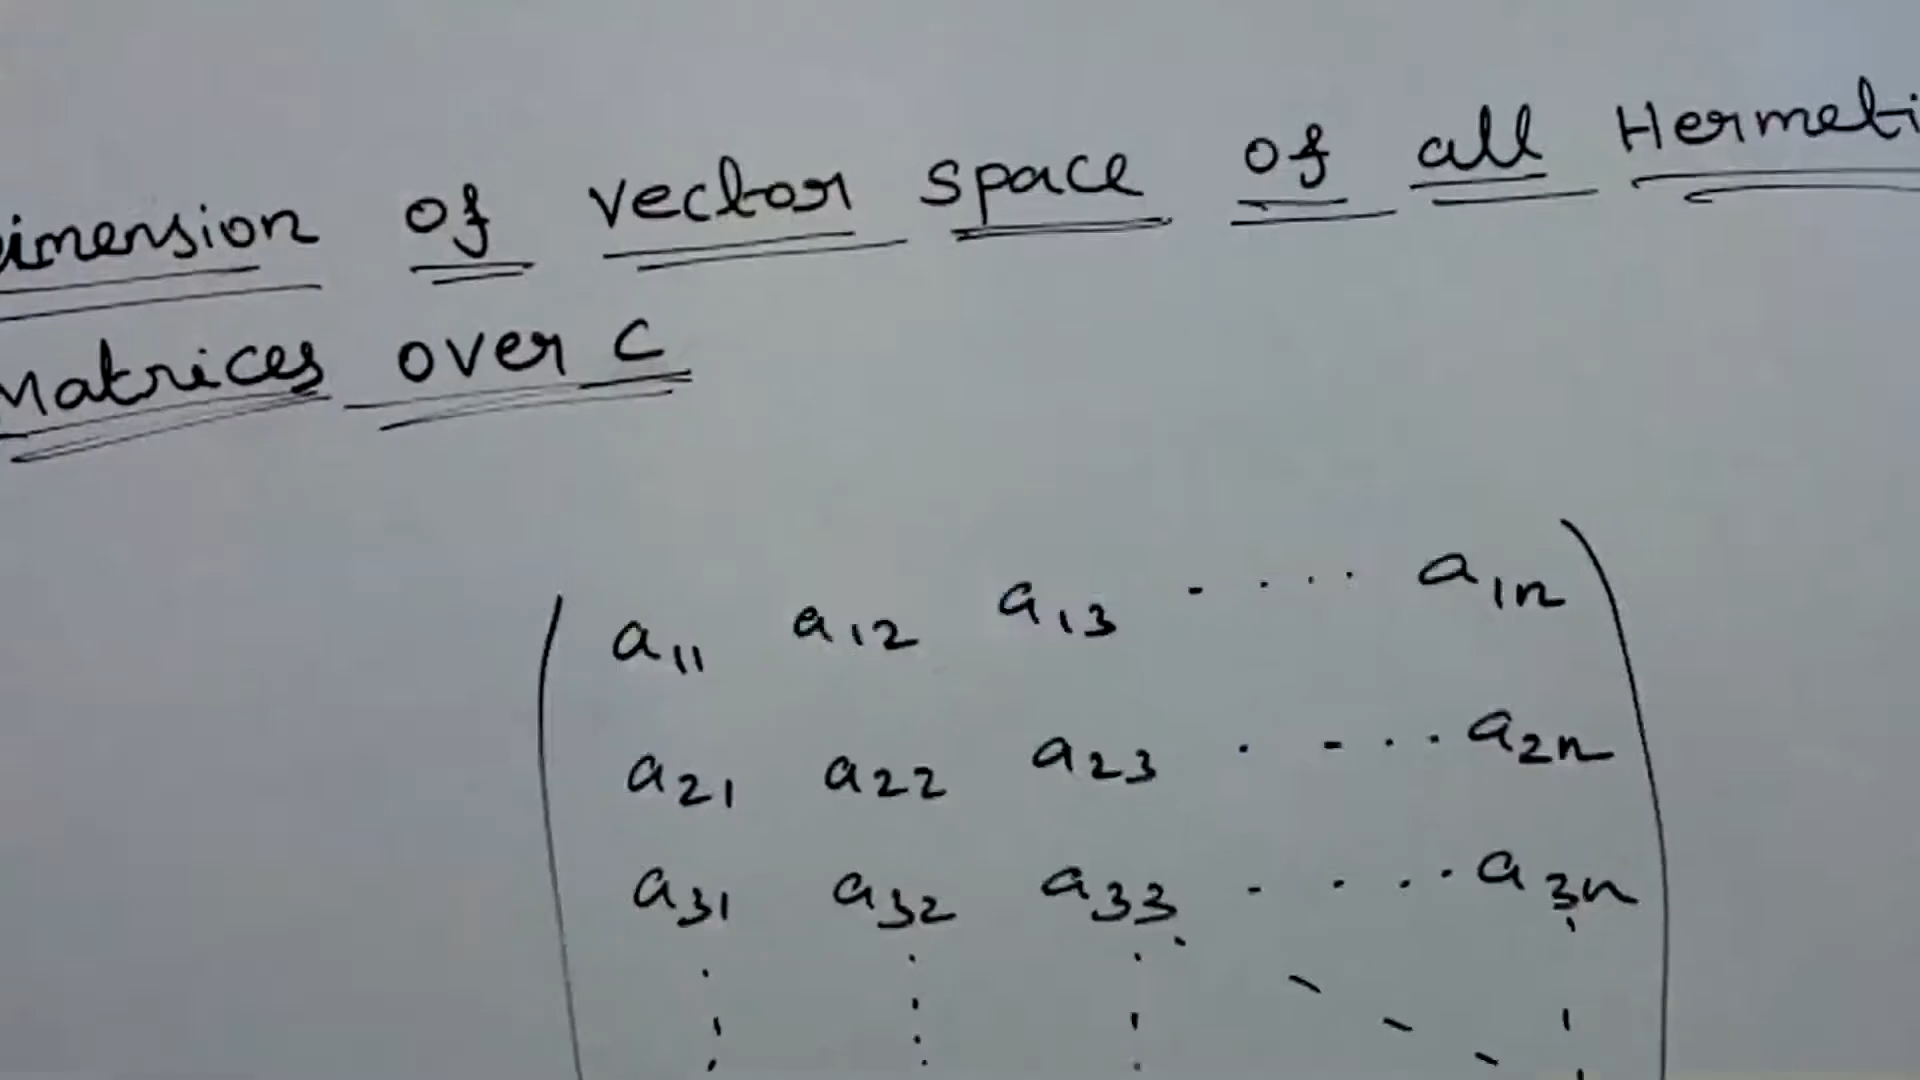 imension of vector space of all Hermeti
Matrices over C
a11 a12 a13 - . . . . a1n
a21 a22 a23 . - . . . a2n
a31 a32 a33 - . . . . a3n